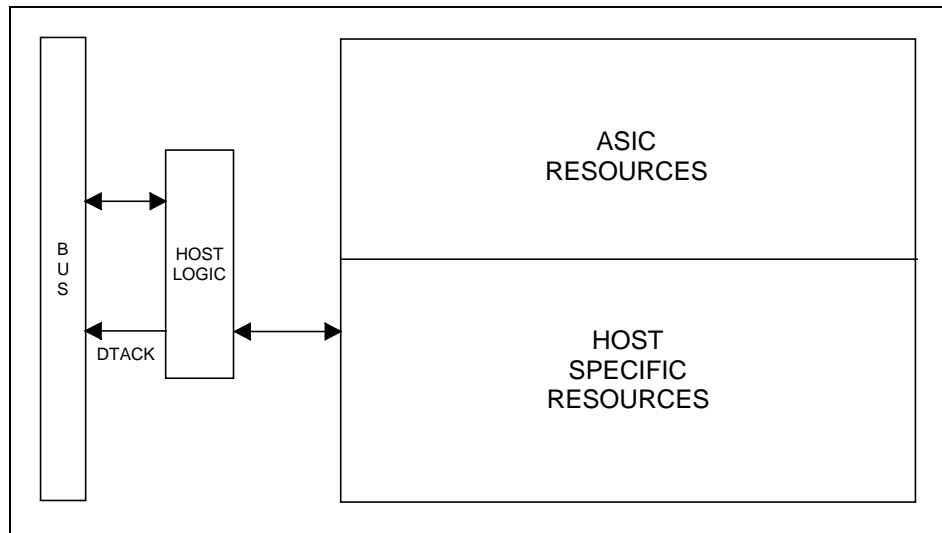 B
U
S
HOST
LOGIC
DTACK
ASIC
RESOURCES
HOST
SPECIFIC
RESOURCES